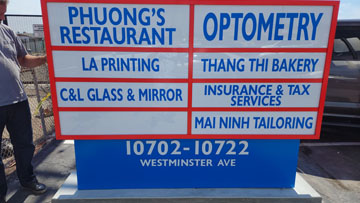 PHUONG'S
RESTAURANT
LA PRINTING
C&L GLASS & MIRROR
OPTOMETRY
THANG THI BAKERY
INSURANCE & TAX
SERVICES
MAI NINH TAILORING
10702-10722
WESTMINSTER AVE